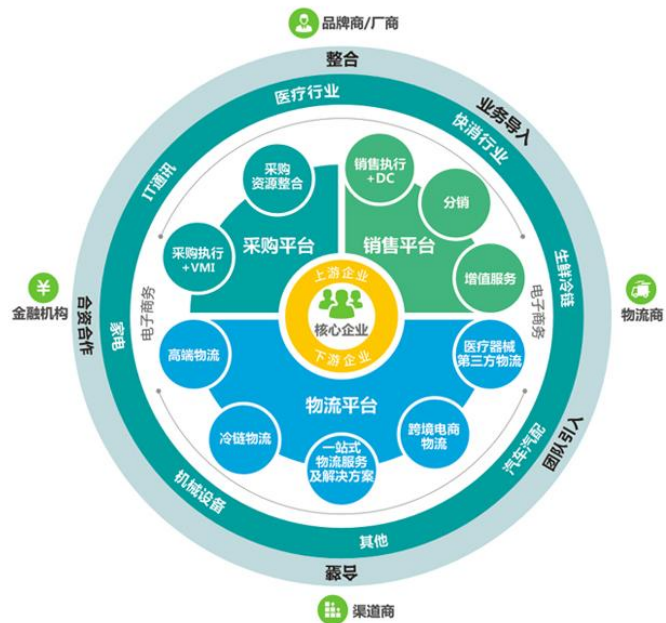 品牌商/厂商
整合
业务导入
医疗行业
快消行业
IT通讯
生鲜冷链
家电
汽车汽配
机械设备
其他
合资合作
团队引入
整合
金融机构
物流商
渠道商
电子商务
电子商务
采购
资源整合
采购执行
+VMI
采购平台
销售执行
+DC
分销
增值服务
销售平台
上游企业
核心企业
下游企业
物流平台
高端物流
冷链物流
一站式
物流服务
及解决方案
跨境电商
物流
医疗器械
第三方物流